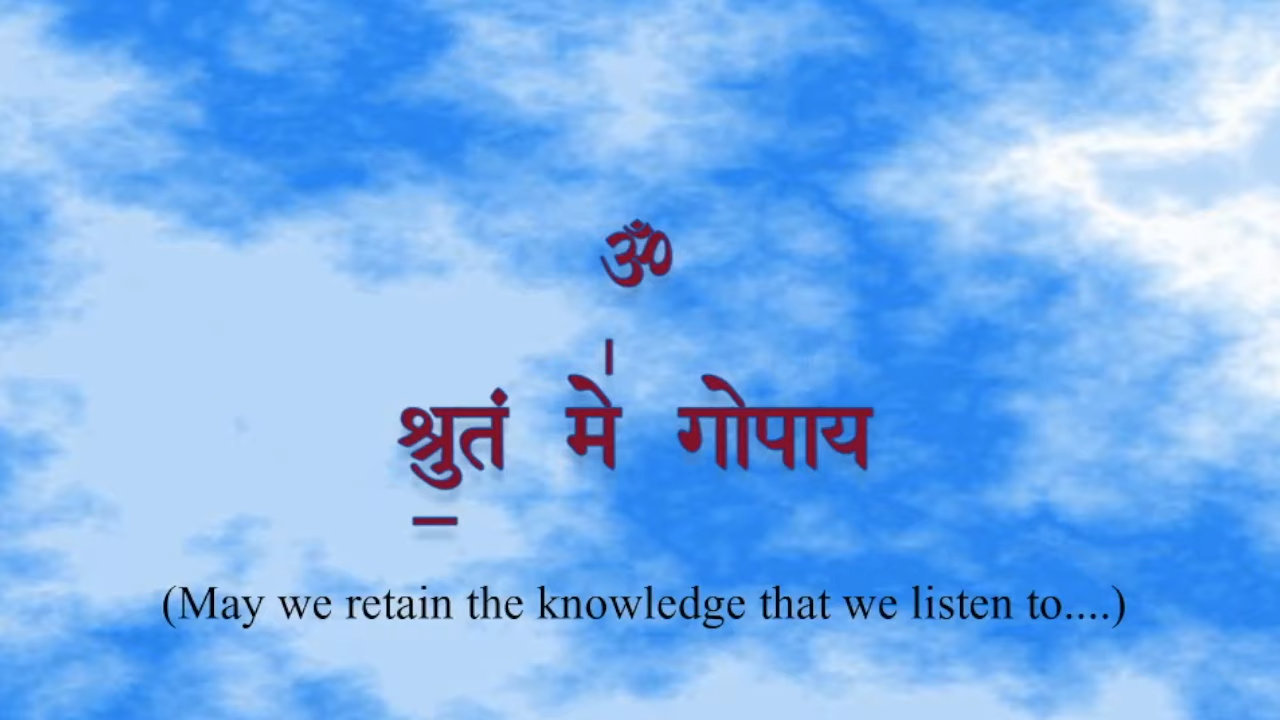 ॐ
श्रु॒तं मे॑ गोपाय
(May we retain the knowledge that we listen to....)